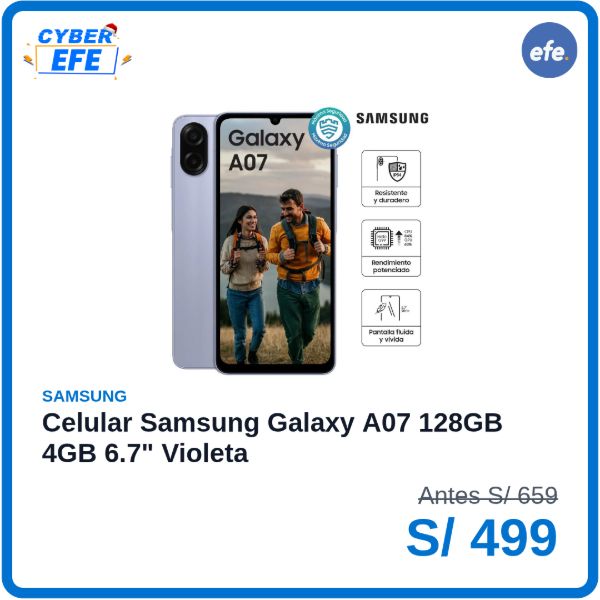 CYBER
EFE
efe.
SAMSUNG
Galaxy
A07
IP54
Resistente
y duradero
Rendimiento
potenciado
Pantalla fluida
y vívida
SAMSUNG
Celular Samsung Galaxy A07 128GB
4GB 6.7" Violeta
Antes S/ 659
S/ 499